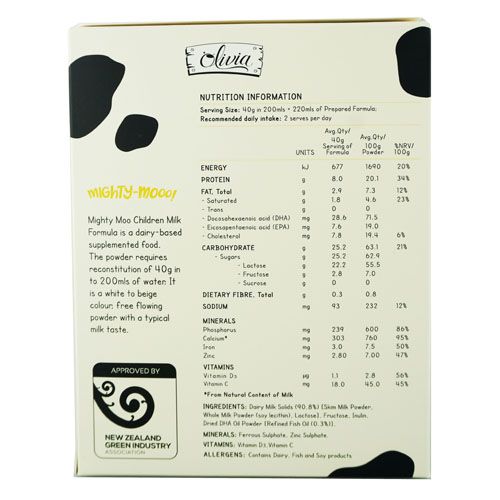 Olivia
NUTRITION INFORMATION
Serving Size: 40g in 200mls = 220mls of Prepared Formula;
Recommended daily intake: 2 serves per day
UNITS Avg.Qty/ 40g Serving of Formula Avg.Qty/ 100g Powder %NRV/ 100g
ENERGY kJ 677 1690 20%
PROTEIN g 8.0 20.1 34%
FAT, Total g 2.9 7.3 12%
- Saturated g 1.8 4.6 23%
- Trans g 0 0
- Docosahexaenoic acid (DHA) mg 28.6 71.5
- Eicosapentaenoic acid (EPA) mg 7.6 19.0
- Cholesterol mg 7.8 19.4 6%
CARBOHYDRATE g 25.2 63.1 21%
- Sugars g 25.2 62.9
- Lactose g 22.2 55.5
- Fructose g 2.8 7.0
- Sucrose g 0 0
DIETARY FIBRE, Total g 0.3 0.8
SODIUM mg 93 232 12%
MINERALS
Phosphorus mg 239 600 86%
Calcium* mg 303 760 95%
Iron mg 3.0 7.5 50%
Zinc mg 2.80 7.00 47%
VITAMINS
Vitamin D3 µg 1.1 2.8 56%
Vitamin C mg 18.0 45.0 45%
*From Natural Content of Milk
INGREDIENTS: Dairy Milk Solids (90.8%) [Skim Milk Powder,
Whole Milk Powder (soy lecithin), Lactose], Fructose, Inulin,
Dried DHA Oil Powder (Refined Fish Oil (0.3%)).
MINERALS: Ferrous Sulphate, Zinc Sulphate.
VITAMINS: Vitamin D3, Vitamin C
ALLERGENS: Contains Dairy, Fish and Soy products
MIGHTY-MOOO!
Mighty Moo Children Milk
Formula is a dairy-based
supplemented food.
The powder requires
reconstitution of 40g in
to 200mls of water. It
is a white to beige
colour, free flowing
powder with a typical
milk taste.
APPROVED BY
NEW ZEALAND
GREEN INDUSTRY
ASSOCIATION